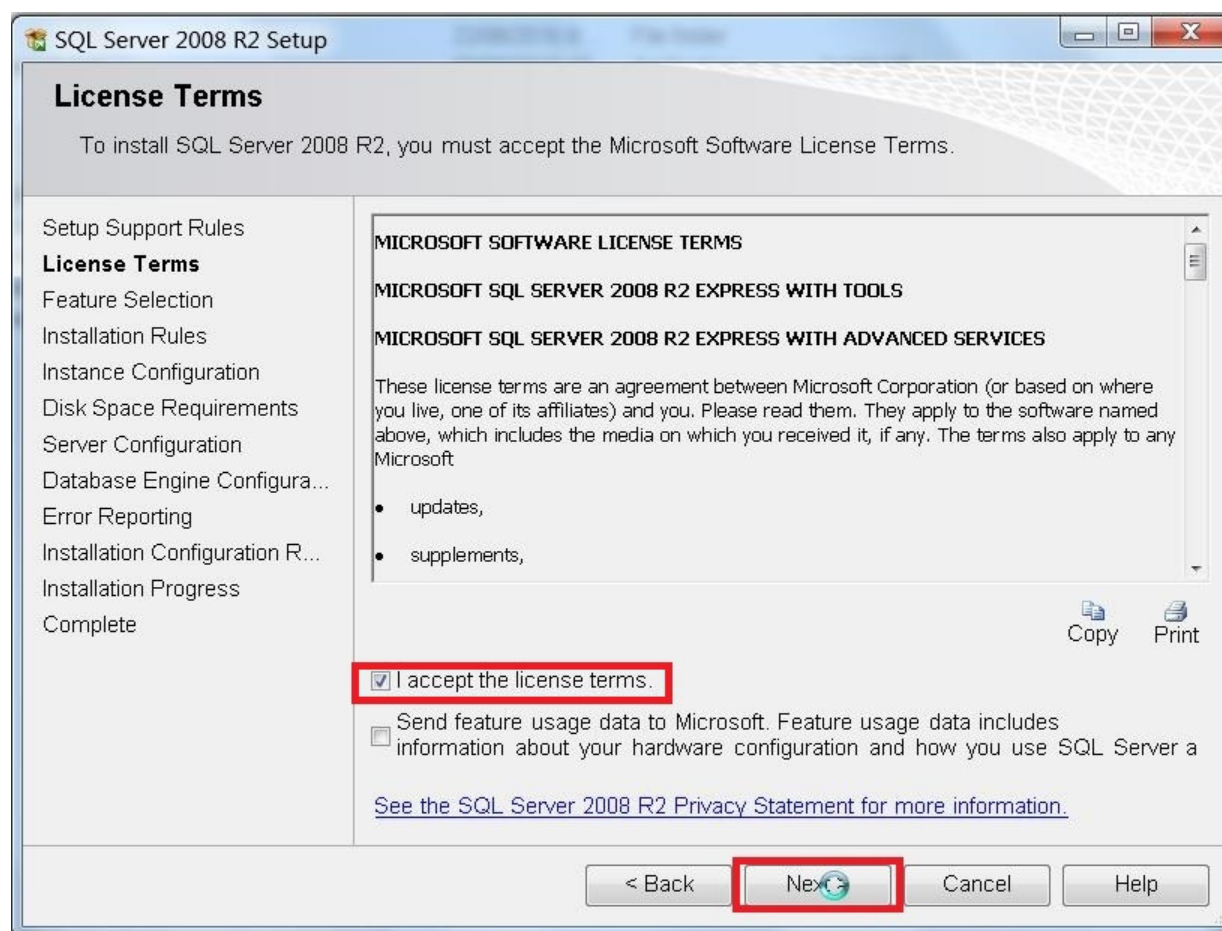 SQL Server 2008 R2 Setup
License Terms
To install SQL Server 2008 R2, you must accept the Microsoft Software License Terms.
Setup Support Rules
License Terms
Feature Selection
Installation Rules
Instance Configuration
Disk Space Requirements
Server Configuration
Database Engine Configura...
Error Reporting
Installation Configuration R...
Installation Progress
Complete
MICROSOFT SOFTWARE LICENSE TERMS
MICROSOFT SQL SERVER 2008 R2 EXPRESS WITH TOOLS
MICROSOFT SQL SERVER 2008 R2 EXPRESS WITH ADVANCED SERVICES
These license terms are an agreement between Microsoft Corporation (or based on where
you live, one of its affiliates) and you. Please read them. They apply to the software named
above, which includes the media on which you received it, if any. The terms also apply to any
Microsoft
• updates,
• supplements,
Copy Print
I accept the license terms.
Send feature usage data to Microsoft. Feature usage data includes
information about your hardware configuration and how you use SQL Server a
See the SQL Server 2008 R2 Privacy Statement for more information.
< Back Next Cancel Help